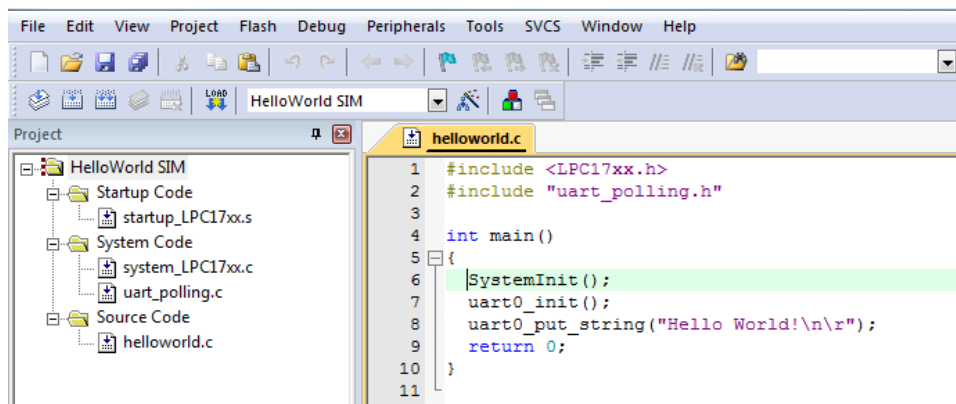 File Edit View Project Flash Debug Peripherals Tools SVCS Window Help
LOAD HelloWorld SIM
Project
helloworld.c
HelloWorld SIM
Startup Code
startup_LPC17xx.s
System Code
system_LPC17xx.c
uart_polling.c
Source Code
helloworld.c
1 #include <LPC17xx.h>
2 #include "uart_polling.h"
3
4 int main()
5 {
6 SystemInit();
7 uart0_init();
8 uart0_put_string("Hello World!\n\r");
9 return 0;
10 }
11